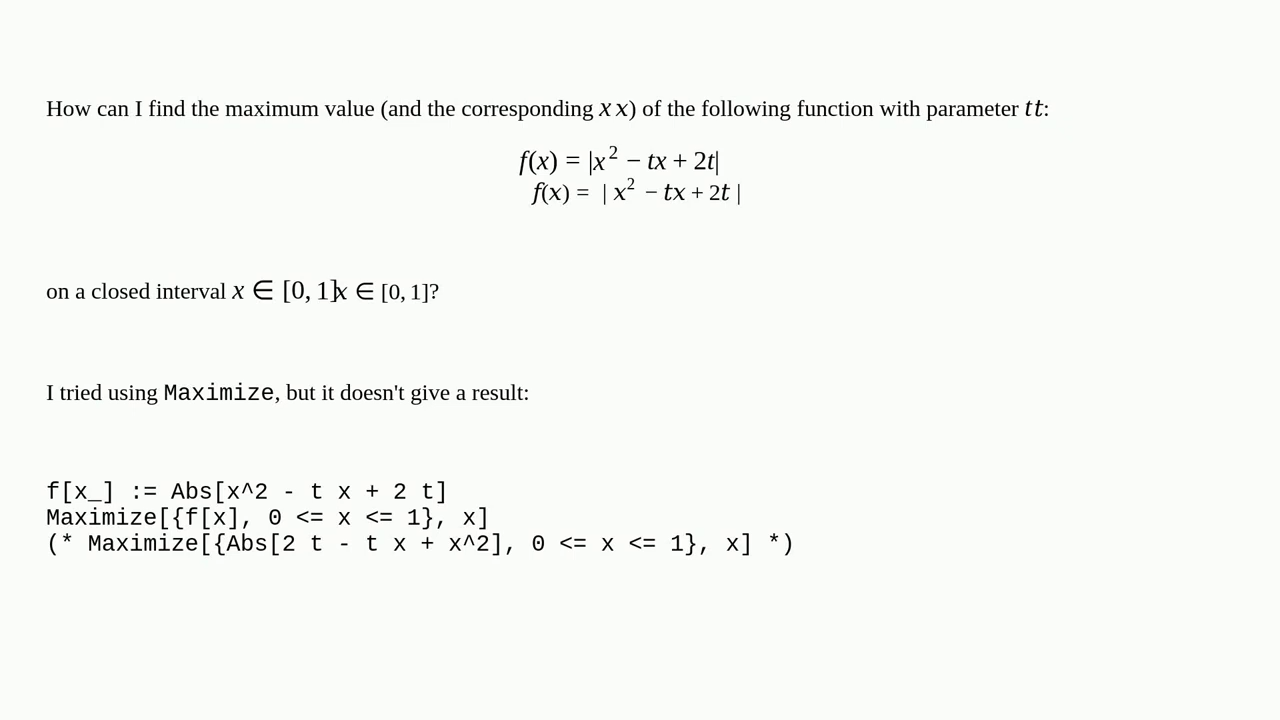 How can I find the maximum value (and the corresponding x x) of the following function with parameter tt:
f(x) = |x² − tx + 2t|
f(x) = | x² − tx + 2t |
on a closed interval x ∈ [0, 1]x ∈ [0, 1]?
I tried using Maximize, but it doesn't give a result:
f[x_] := Abs[x^2 - t x + 2 t]
Maximize[{f[x], 0 <= x <= 1}, x]
(* Maximize[{Abs[2 t - t x + x^2], 0 <= x <= 1}, x] *)